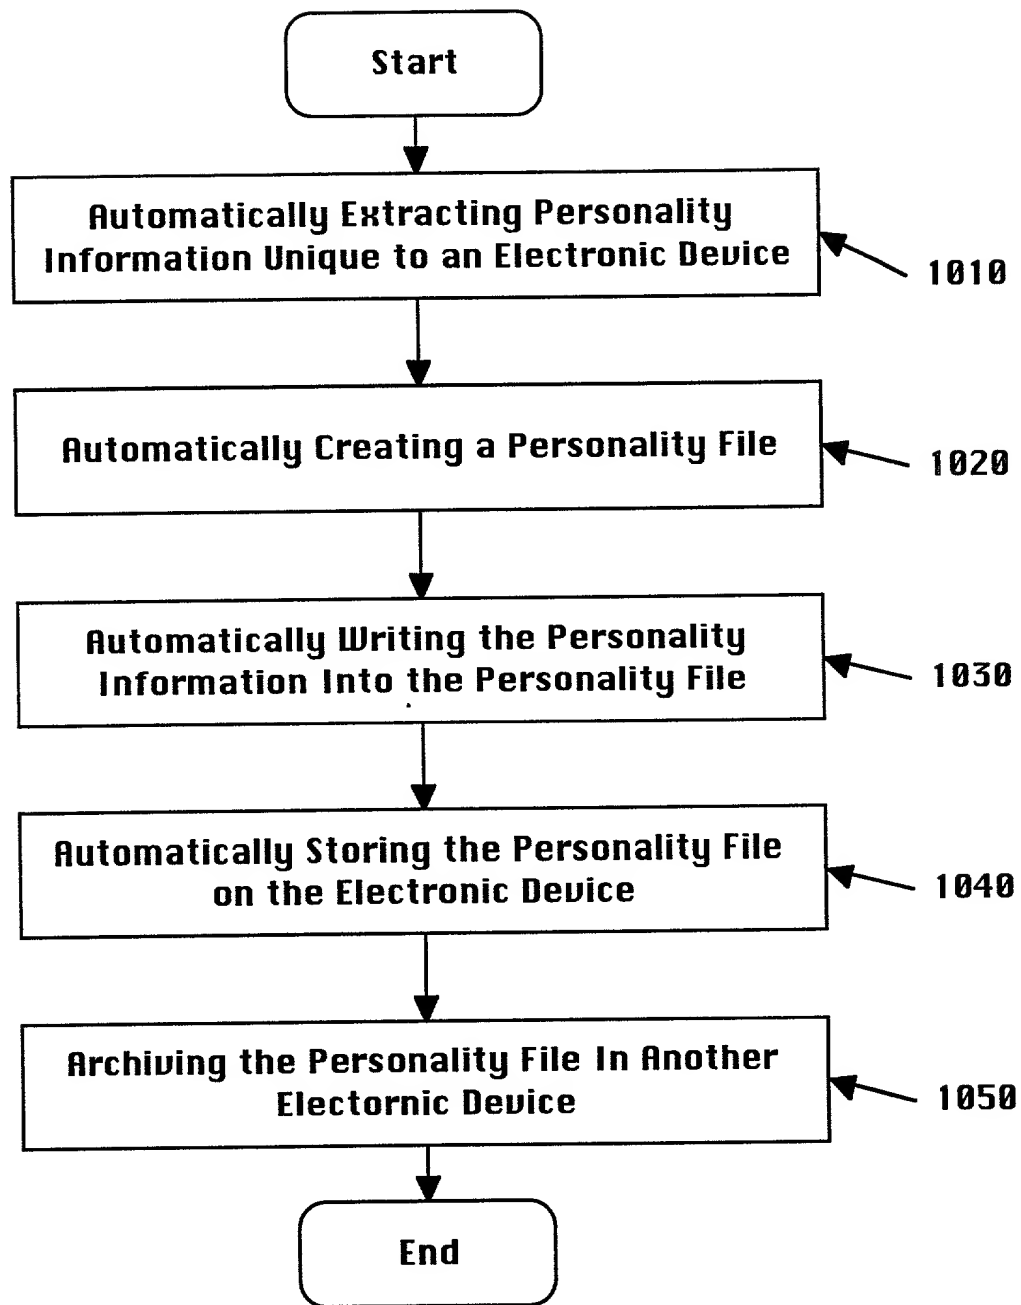 Start
Automatically Extracting Personality
Information Unique to an Electronic Device
1010
Automatically Creating a Personality File
1020
Automatically Writing the Personality
Information Into the Personality File
1030
Automatically Storing the Personality File
on the Electronic Device
1040
Archiving the Personality File In Another
Electornic Device
1050
End